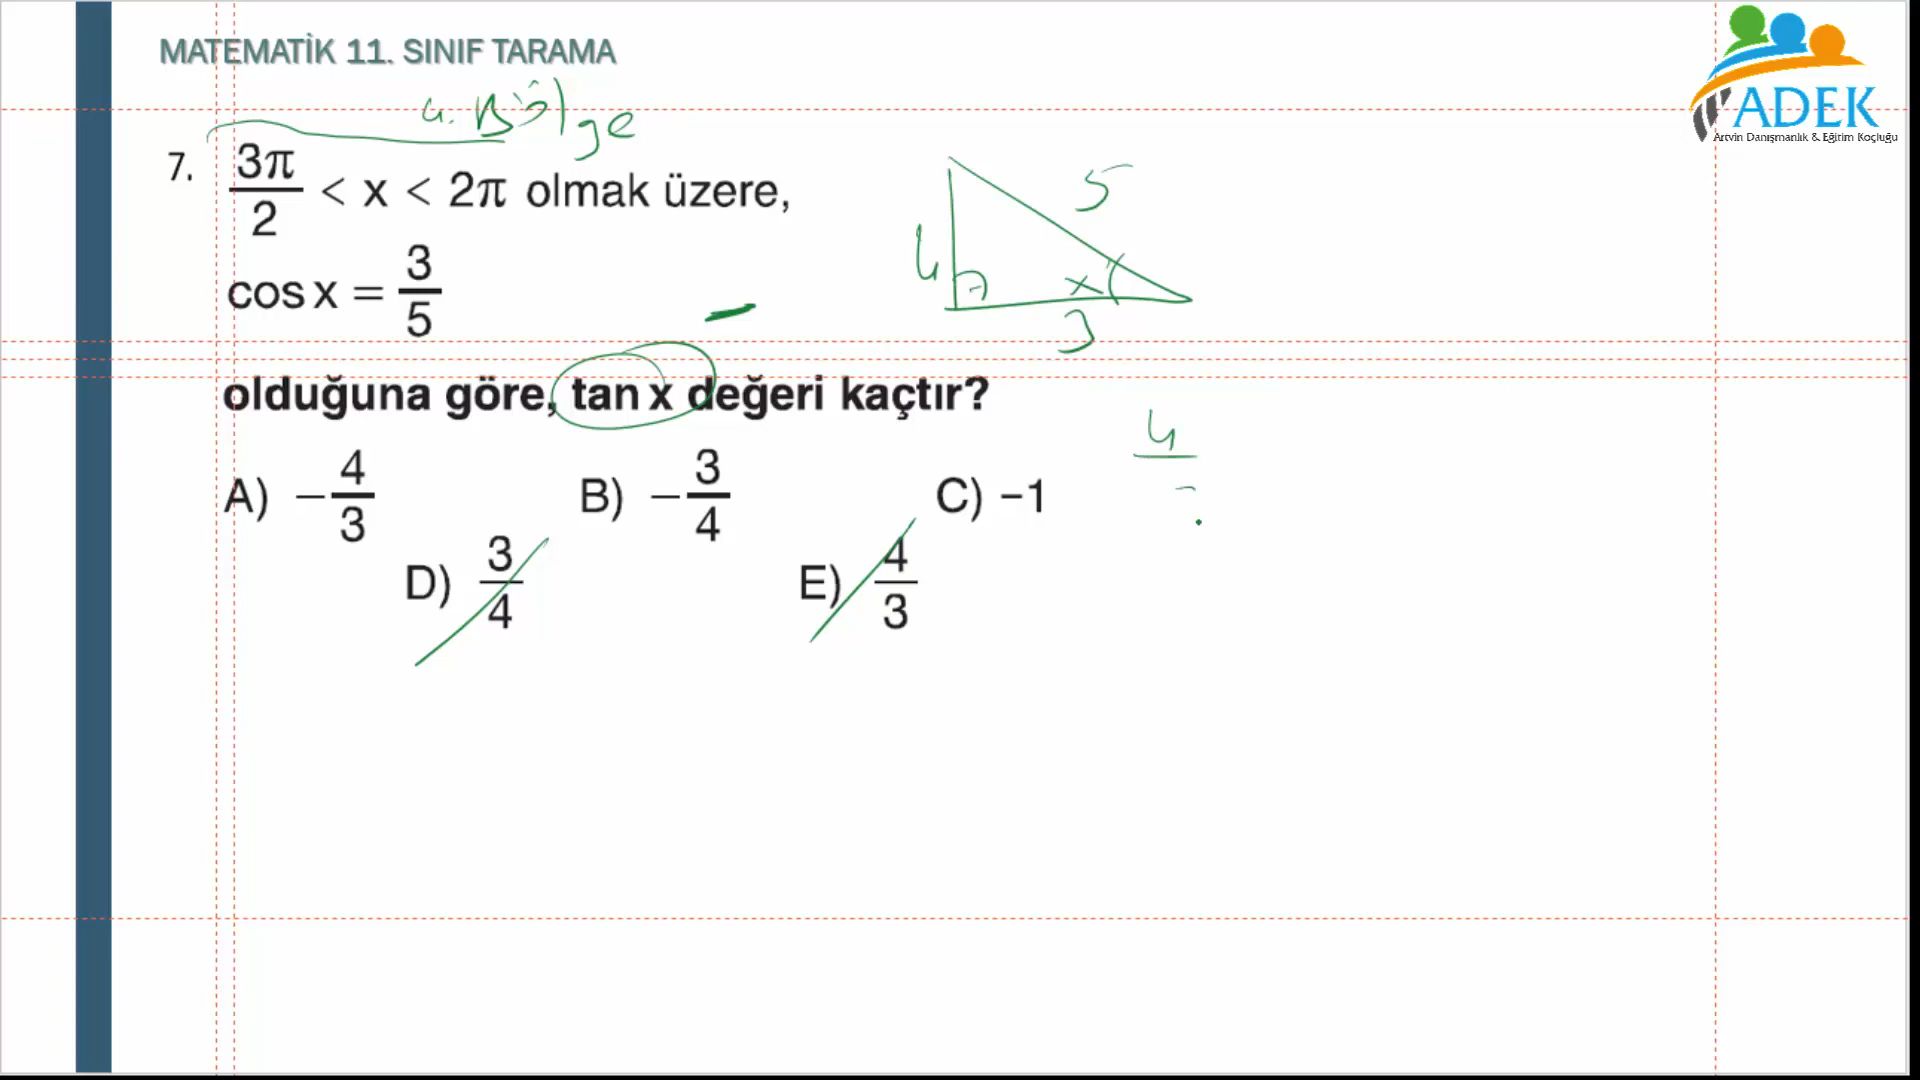 MATEMATİK 11. SINIF TARAMA
ADEK
Artvin Danışmanlık & Eğitim Koçluğu
4. Bölge
7. 3π/2 < x < 2π olmak üzere,
cos x = 3/5
olduğuna göre, tan x değeri kaçtır?
A) −4/3 B) −3/4 C) −1
D) 3/4 E) 4/3
5
4
x
3
4